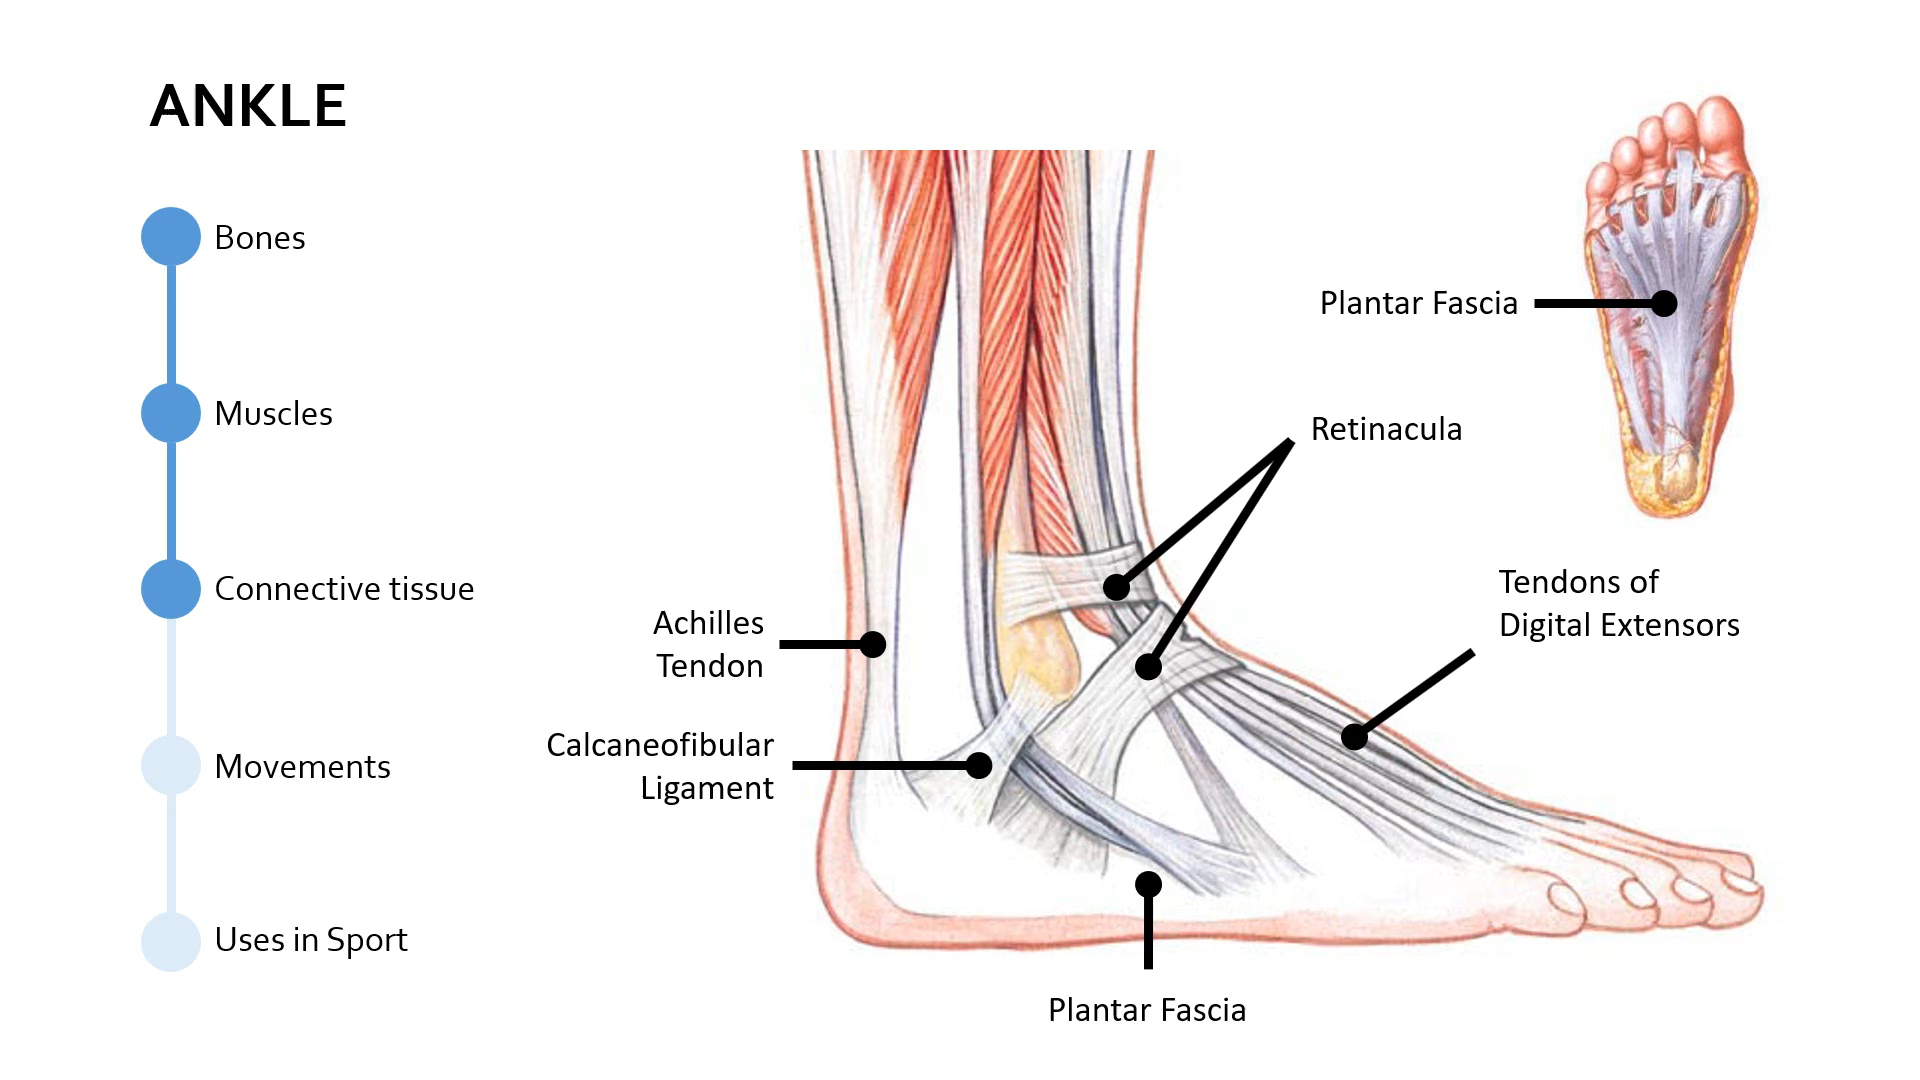 ANKLE
Bones
Muscles
Connective tissue
Movements
Uses in Sport
Plantar Fascia
Retinacula
Tendons of
Digital Extensors
Achilles
Tendon
Calcaneofibular
Ligament
Plantar Fascia